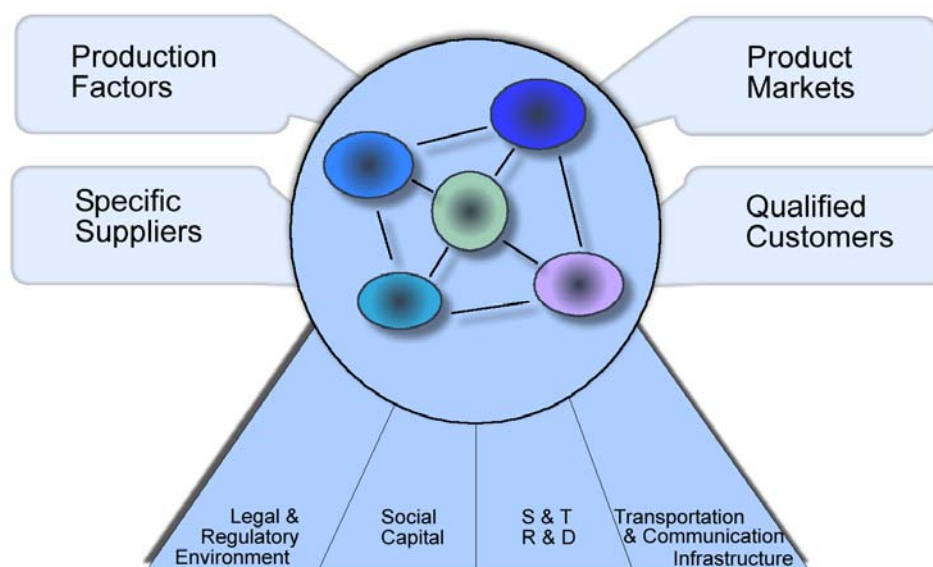 Production
Factors
Product
Markets
Specific
Suppliers
Qualified
Customers
Legal &
Regulatory
Environment
Social
Capital
S & T
R & D
Transportation
& Communication
Infrastructure